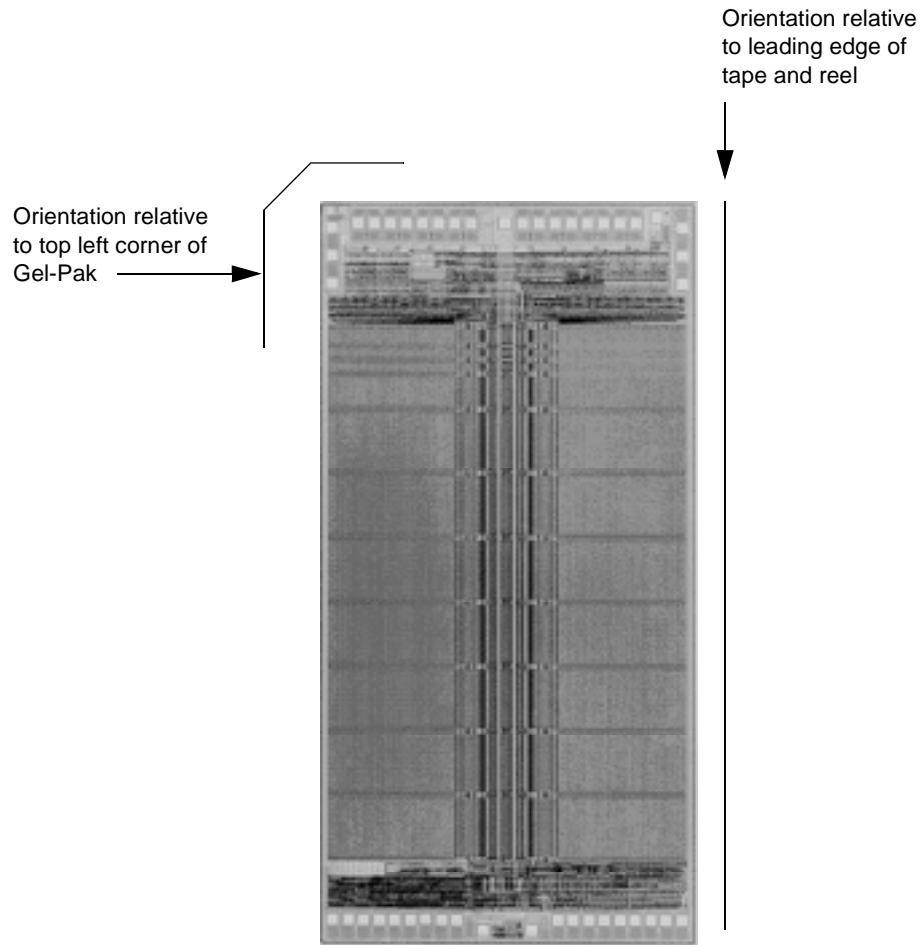 Orientation relative
to leading edge of
tape and reel
Orientation relative
to top left corner of
Gel-Pak